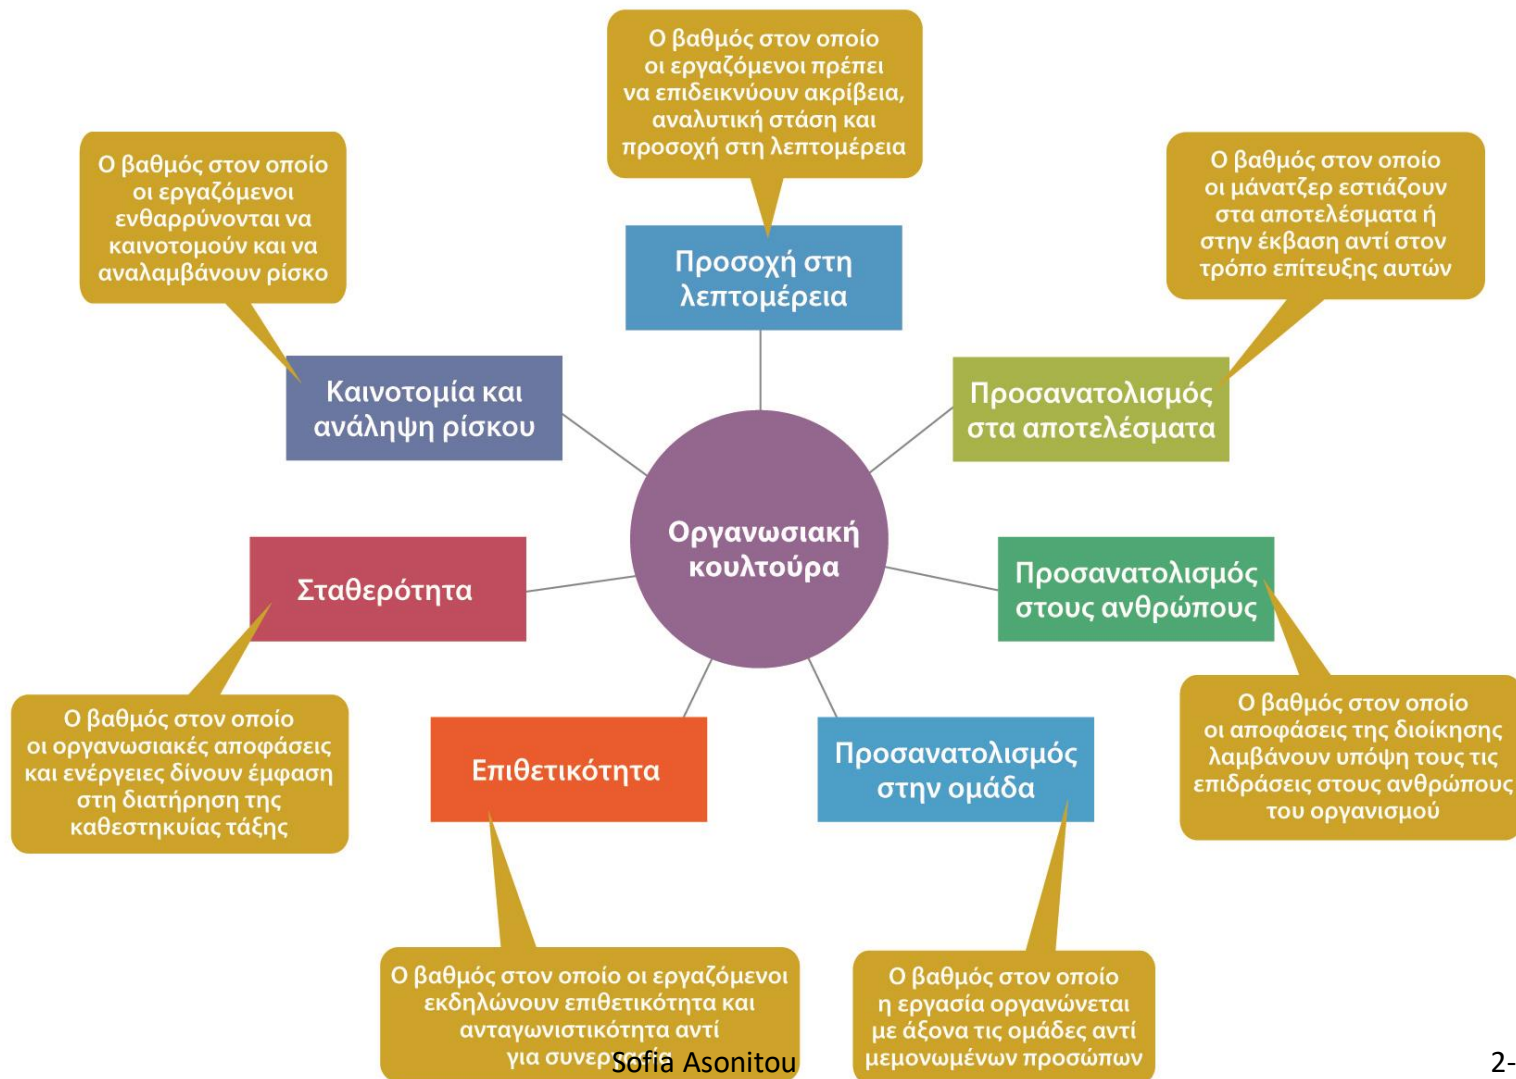 Ο βαθμός στον οποίο
οι εργαζόμενοι πρέπει
να επιδεικνύουν ακρίβεια,
αναλυτική στάση και
προσοχή στη λεπτομέρεια
Ο βαθμός στον οποίο
οι εργαζόμενοι
ενθαρρύνονται να
καινοτομούν και να
αναλαμβάνουν ρίσκο
Ο βαθμός στον οποίο
οι μάνατζερ εστιάζουν
στα αποτελέσματα ή
στην έκβαση αντί στον
τρόπο επίτευξης αυτών
Προσοχή στη
λεπτομέρεια
Καινοτομία και
ανάληψη ρίσκου
Προσανατολισμός
στα αποτελέσματα
Οργανωσιακή
κουλτούρα
Σταθερότητα
Προσανατολισμός
στους ανθρώπους
Ο βαθμός στον οποίο
οι οργανωσιακές αποφάσεις
και ενέργειες δίνουν έμφαση
στη διατήρηση της
καθεστηκυίας τάξης
Επιθετικότητα
Προσανατολισμός
στην ομάδα
Ο βαθμός στον οποίο
οι αποφάσεις της διοίκησης
λαμβάνουν υπόψη τους τις
επιδράσεις στους ανθρώπους
του οργανισμού
Ο βαθμός στον οποίο οι εργαζόμενοι
εκδηλώνουν επιθετικότητα και
ανταγωνιστικότητα αντί
για συνεργασία
Ο βαθμός στον οποίο
η εργασία οργανώνεται
με άξονα τις ομάδες αντί
μεμονωμένων προσώπων
Sofia Asonitou
2-